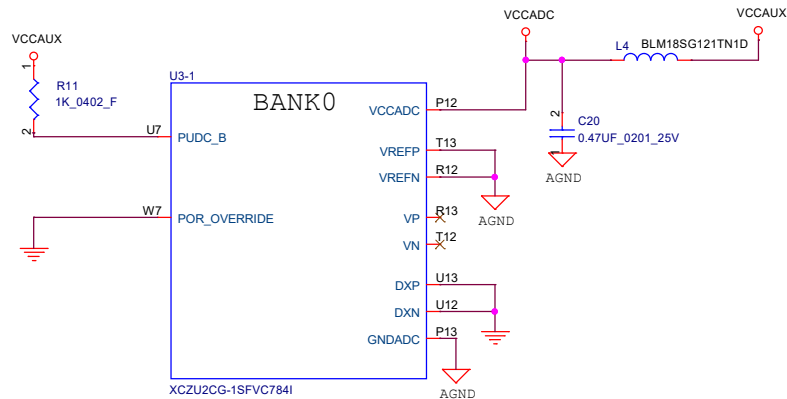 VCCADC
VCCAUX
VCCAUX
L4
BLM18SG121TN1D
1
R11
1K_0402_F
2
U3-1
BANK0
VCCADC
P12
2
C20
0.47UF_0201_25V
1
AGND
U7
PUDC_B
VREFP
T13
VREFN
R12
AGND
W7
POR_OVERRIDE
VP
R13
VN
T12
DXP
U13
DXN
U12
GNDADC
P13
AGND
XCZU2CG-1SFVC784I